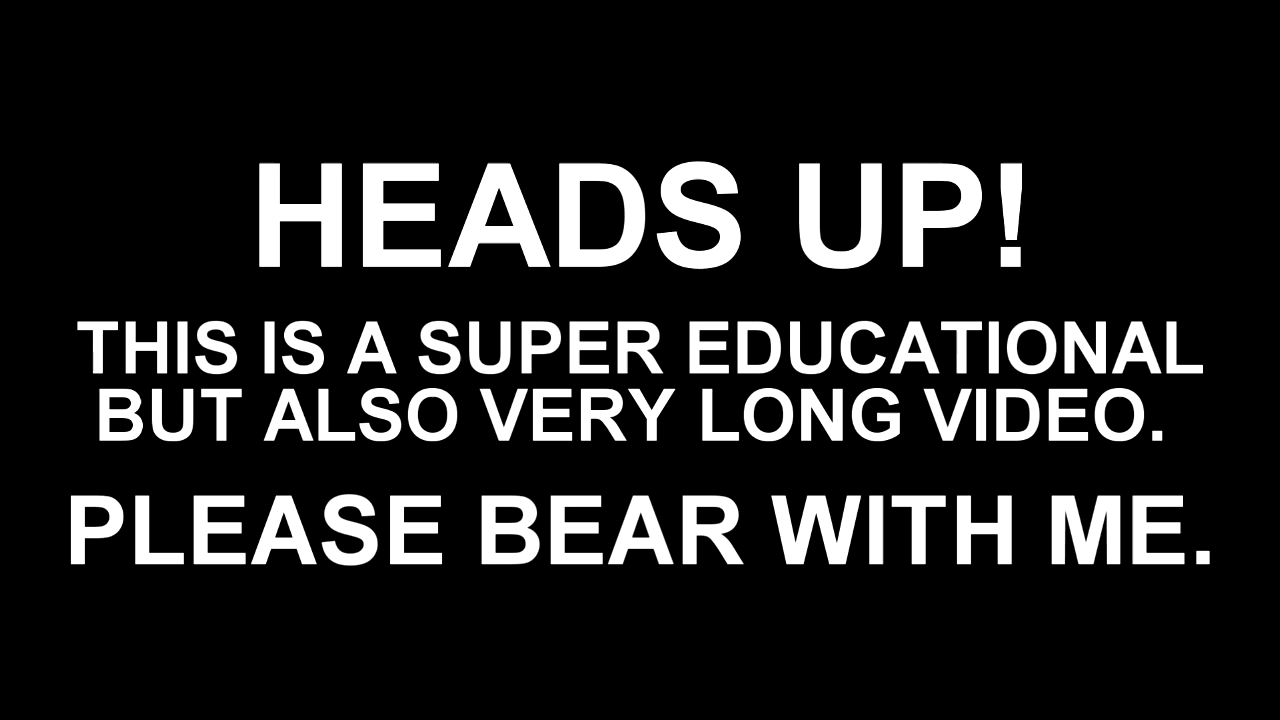 HEADS UP!
THIS IS A SUPER EDUCATIONAL
BUT ALSO VERY LONG VIDEO.
PLEASE BEAR WITH ME.